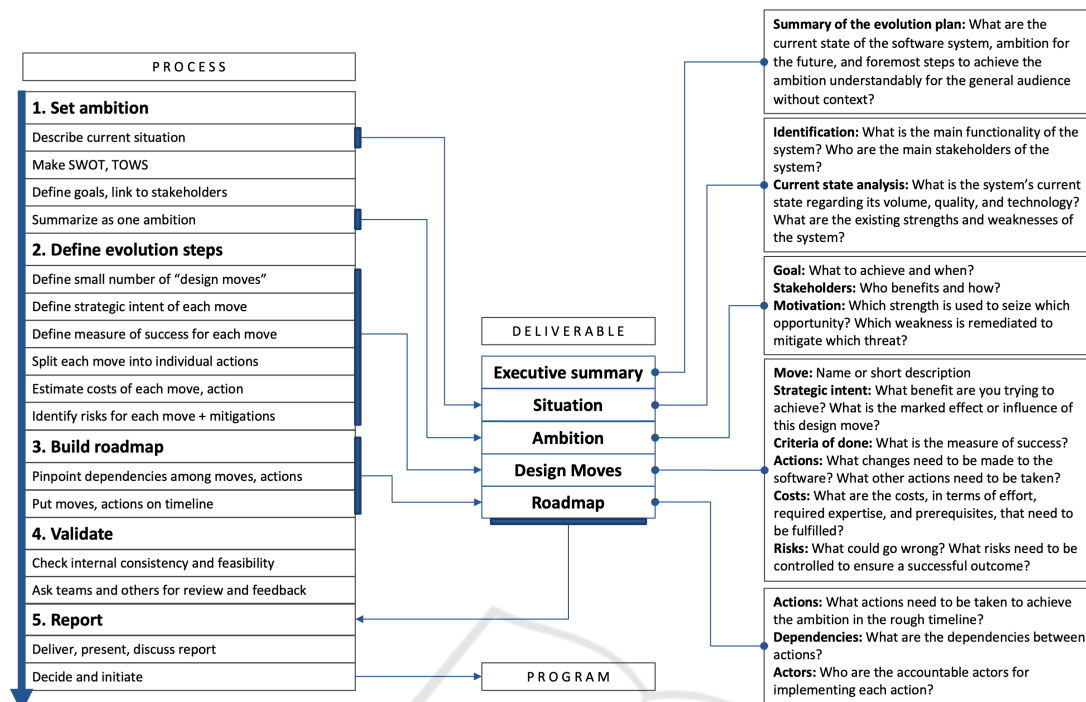 PROCESS
1. Set ambition
Describe current situation
Make SWOT, TOWS
Define goals, link to stakeholders
Summarize as one ambition
2. Define evolution steps
Define small number of “design moves”
Define strategic intent of each move
Define measure of success for each move
Split each move into individual actions
Estimate costs of each move, action
Identify risks for each move + mitigations
3. Build roadmap
Pinpoint dependencies among moves, actions
Put moves, actions on timeline
4. Validate
Check internal consistency and feasibility
Ask teams and others for review and feedback
5. Report
Deliver, present, discuss report
Decide and initiate
DELIVERABLE
Executive summary
Situation
Ambition
Design Moves
Roadmap
PROGRAM
Summary of the evolution plan: What are the
current state of the software system, ambition for
the future, and foremost steps to achieve the
ambition understandably for the general audience
without context?
Identification: What is the main functionality of the
system? Who are the main stakeholders of the
system?
Current state analysis: What is the system’s current
state regarding its volume, quality, and technology?
What are the existing strengths and weaknesses of
the system?
Goal: What to achieve and when?
Stakeholders: Who benefits and how?
Motivation: Which strength is used to seize which
opportunity? Which weakness is remediated to
mitigate which threat?
Move: Name or short description
Strategic intent: What benefit are you trying to
achieve? What is the marked effect or influence of
this design move?
Criteria of done: What is the measure of success?
Actions: What changes need to be made to the
software? What other actions need to be taken?
Costs: What are the costs, in terms of effort,
required expertise, and prerequisites, that need to
be fulfilled?
Risks: What could go wrong? What risks need to be
controlled to ensure a successful outcome?
Actions: What actions need to be taken to achieve
the ambition in the rough timeline?
Dependencies: What are the dependencies between
actions?
Actors: Who are the accountable actors for
implementing each action?